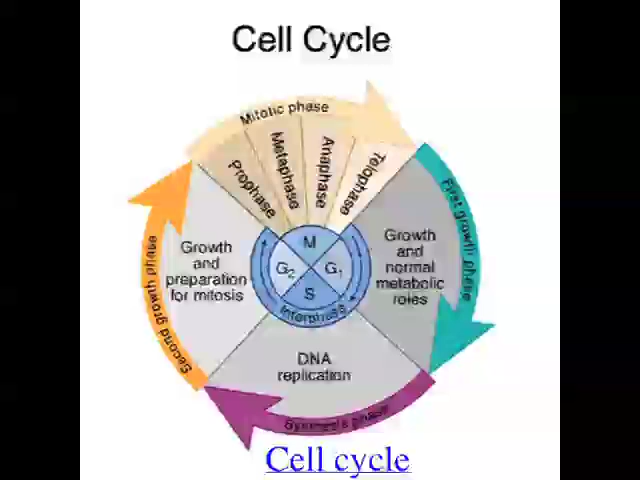 Cell Cycle
Mitotic phase
Prophase
Metaphase
Anaphase
Telophase
First growth phase
Second growth phase
Growth
and
preparation
for mitosis
M
G₂
G₁
S
Interphase
Growth
and
normal
metabolic
roles
DNA
replication
Synthesis phase
Cell cycle